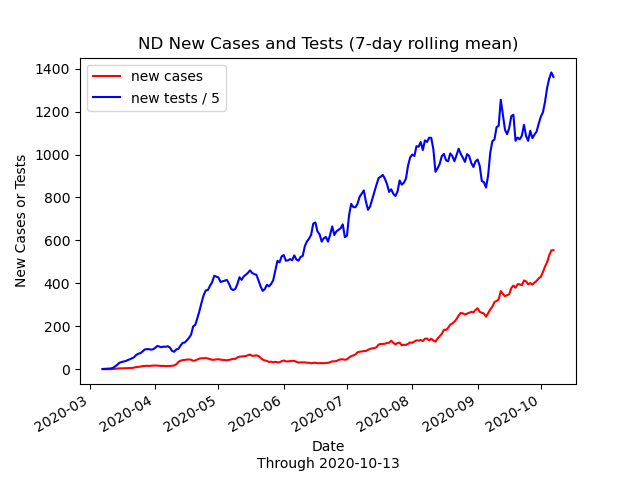 ND New Cases and Tests (7-day rolling mean)
new cases
new tests / 5
New Cases or Tests
1400
1200
1000
800
600
400
200
0
2020-03
2020-04
2020-05
2020-06
2020-07
2020-08
2020-09
2020-10
Date
Through 2020-10-13